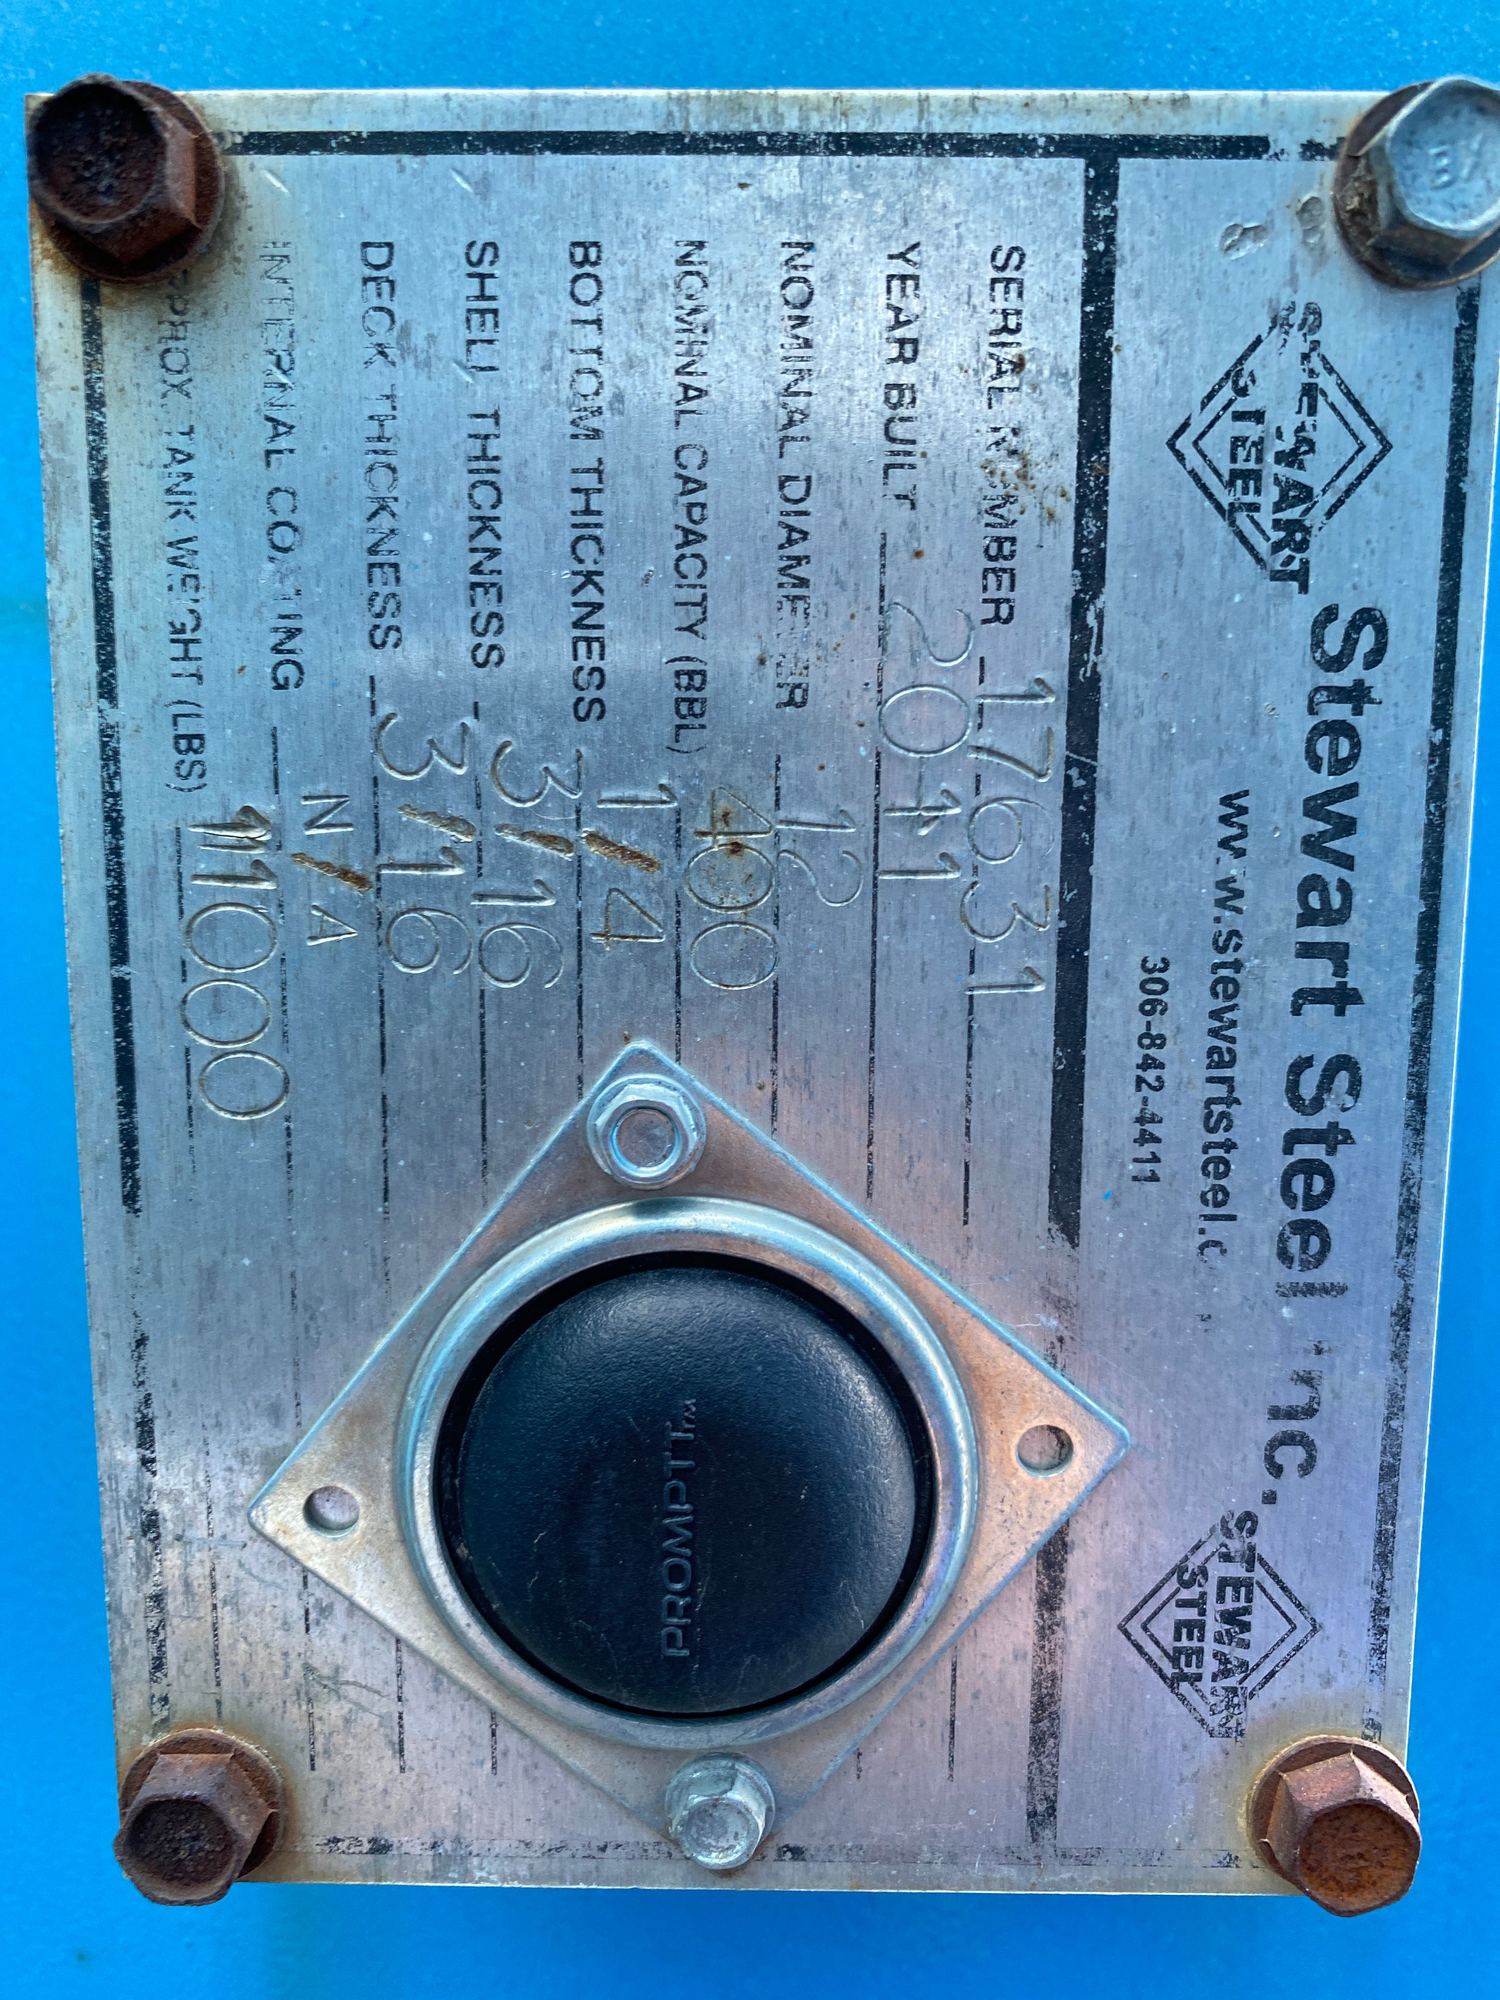 STEWART
STEEL
Stewart Steel Inc.
www.stewartsteel.c
306-842-4411
STEWART
STEEL
SERIAL NUMBER 17631
YEAR BUILT 2011
NOMINAL DIAMETER 12
NOMINAL CAPACITY (BBL) 400
BOTTOM THICKNESS 1/4
SHELL THICKNESS 3/16
DECK THICKNESS 3/16
INTERNAL COATING N/A
APPROX. TANK WEIGHT (LBS) 11000
PROMPTT™